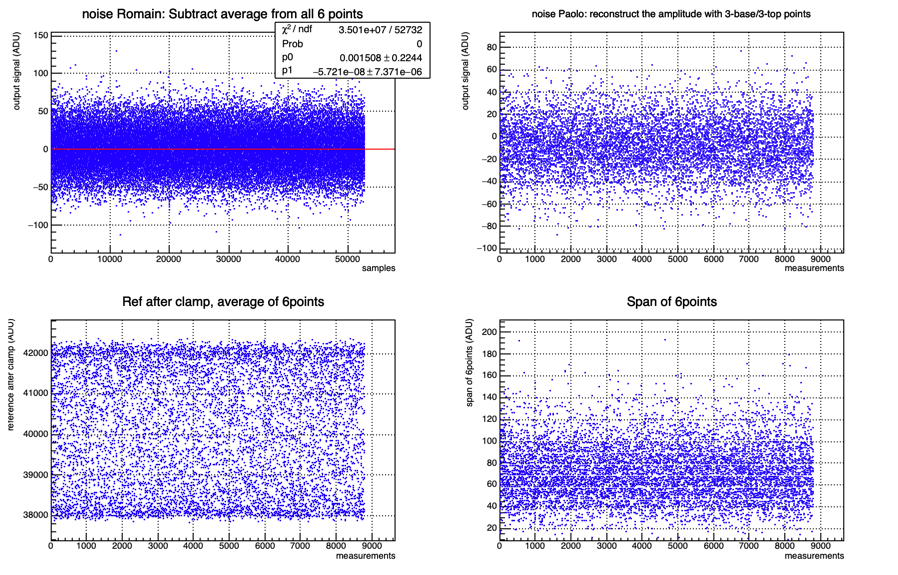 noise Romain: Subtract average from all 6 points
χ² / ndf 3.501e+07 / 52732
Prob 0
p0 0.001508 ± 0.2244
p1 −5.721e−08 ± 7.371e−06
output signal (ADU)
150
100
50
0
−50
−100
0 10000 20000 30000 40000 50000
samples
noise Paolo: reconstruct the amplitude with 3-base/3-top points
output signal (ADU)
80
60
40
20
0
−20
−40
−60
−80
−100
0 1000 2000 3000 4000 5000 6000 7000 8000 9000
measurements
Ref after clamp, average of 6points
reference after clamp (ADU)
42000
41000
40000
39000
38000
0 1000 2000 3000 4000 5000 6000 7000 8000 9000
measurements
Span of 6points
span of 6points (ADU)
200
180
160
140
120
100
80
60
40
20
0 1000 2000 3000 4000 5000 6000 7000 8000 9000
measurements